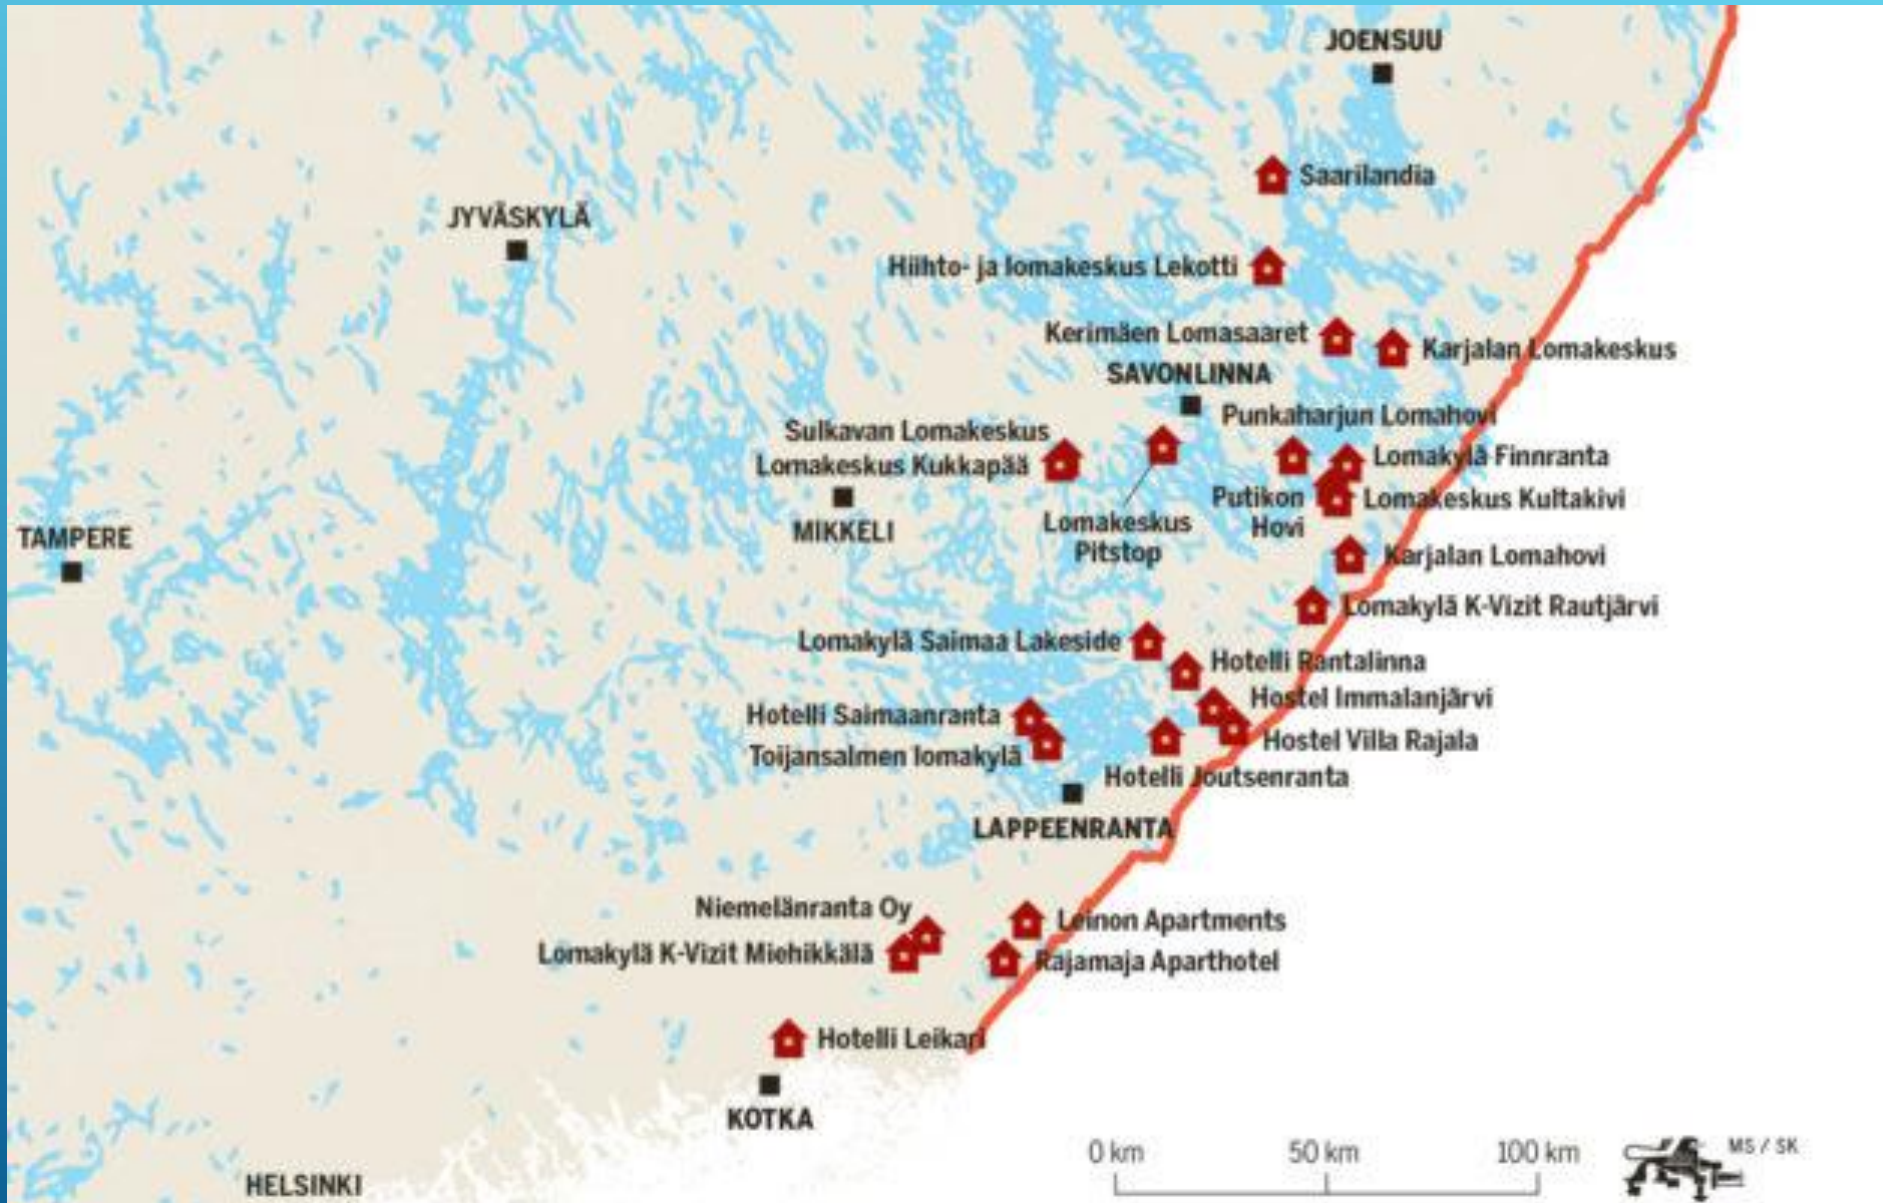 JOENSUU
Saarilandia
JYVÄSKYLÄ
Hiihto- ja lomakeskus Lekotti
Kerimäen Lomasaaret
Karjalan Lomakeskus
SAVONLINNA
Punkaharjun Lomahovi
Sulkavan Lomakeskus
Lomakeskus Kukkapää
Lomakylä Finnranta
Putikon
Hovi
Lomakeskus Kultakivi
MIKKELI
Lomakeskus
Pitstop
TAMPERE
Karjalan Lomahovi
Lomakylä K-Vizit Rautjärvi
Lomakylä Saimaa Lakeside
Hotelli Rantalinna
Hostel Immalanjärvi
Hotelli Saimaanranta
Hostel Villa Rajala
Toijansalmen lomakylä
Hotelli Joutsenranta
LAPPEENRANTA
Niemelänranta Oy
Leinon Apartments
Lomakylä K-Vizit Miehikkälä
Rajamaja Aparthotel
Hotelli Leikari
KOTKA
0 km
50 km
100 km
MS / SK
HELSINKI